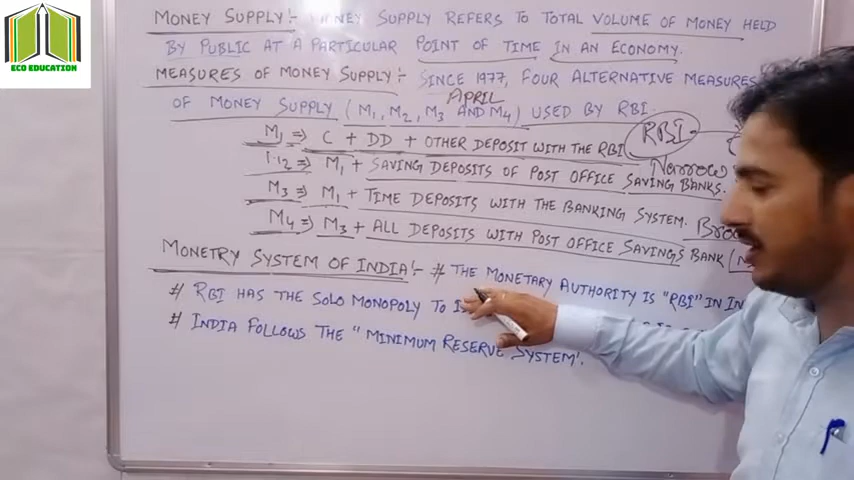 ECO EDUCATION
MONEY SUPPLY :- MONEY SUPPLY REFERS TO TOTAL VOLUME OF MONEY HELD
BY PUBLIC AT A PARTICULAR POINT OF TIME IN AN ECONOMY.
MEASURES OF MONEY SUPPLY :- SINCE 1977, FOUR ALTERNATIVE MEASURES
APRIL
OF MONEY SUPPLY (M1, M2, M3 AND M4) USED BY RBI.
M1 => C + DD + OTHER DEPOSIT WITH THE RBI
RBI
Narrow
M2 => M1 + SAVING DEPOSITS OF POST OFFICE SAVING BANKS.
M3 => M1 + TIME DEPOSITS WITH THE BANKING SYSTEM.
M4 => M3 + ALL DEPOSITS WITH POST OFFICE SAVINGS BANK
MONETRY SYSTEM OF INDIA :- # THE MONETARY AUTHORITY IS "RBI" IN
# RBI HAS THE SOLO MONOPOLY TO
# INDIA FOLLOWS THE "MINIMUM RESERVE SYSTEM".